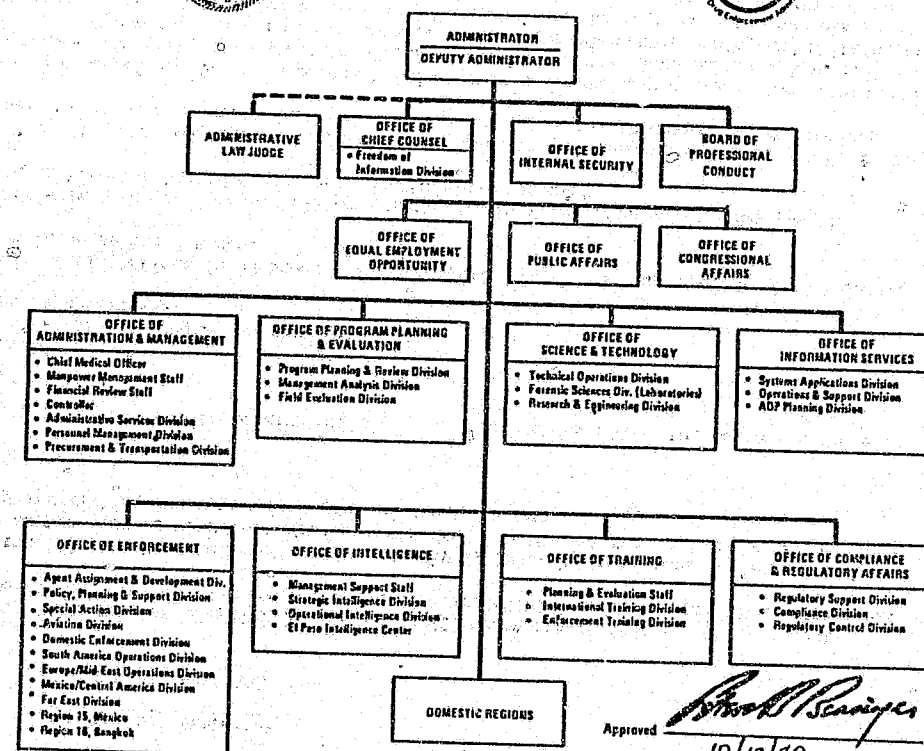 Drug Enforcement
ADMINISTRATOR
DEPUTY ADMINISTRATOR
ADMINISTRATIVE
LAW JUDGE
OFFICE OF
CHIEF COUNSEL
• Freedom of
Information Division
OFFICE OF
INTERNAL SECURITY
BOARD OF
PROFESSIONAL
CONDUCT
OFFICE OF
EQUAL EMPLOYMENT
OPPORTUNITY
OFFICE OF
PUBLIC AFFAIRS
OFFICE OF
CONGRESSIONAL
AFFAIRS
OFFICE OF
ADMINISTRATION & MANAGEMENT
• Chief Medical Officer
• Manpower Management Staff
• Financial Review Staff
• Controller
• Administrative Services Division
• Personnel Management Division
• Procurement & Transportation Division
OFFICE OF PROGRAM PLANNING
& EVALUATION
• Program Planning & Review Division
• Management Analysis Division
• Field Evaluation Division
OFFICE OF
SCIENCE & TECHNOLOGY
• Technical Operations Division
• Forensic Sciences Div. (Laboratories)
• Research & Engineering Division
OFFICE OF
INFORMATION SERVICES
• Systems Applications Division
• Operations & Support Division
• ADP Planning Division
OFFICE OF ENFORCEMENT
• Agent Assignment & Development Div.
• Policy, Planning & Support Division
• Special Action Division
• Aviation Division
• Domestic Enforcement Division
• South America Operations Division
• Europe/Mid-East Operations Division
• Mexico/Central America Division
• Far East Division
• Region 15, Mexico
• Region 16, Bangkok
OFFICE OF INTELLIGENCE
• Management Support Staff
• Strategic Intelligence Division
• Operational Intelligence Division
• El Paso Intelligence Center
OFFICE OF TRAINING
• Planning & Evaluation Staff
• International Training Division
• Enforcement Training Division
OFFICE OF COMPLIANCE
& REGULATORY AFFAIRS
• Regulatory Support Division
• Compliance Division
• Regulatory Control Division
DOMESTIC REGIONS
Approved